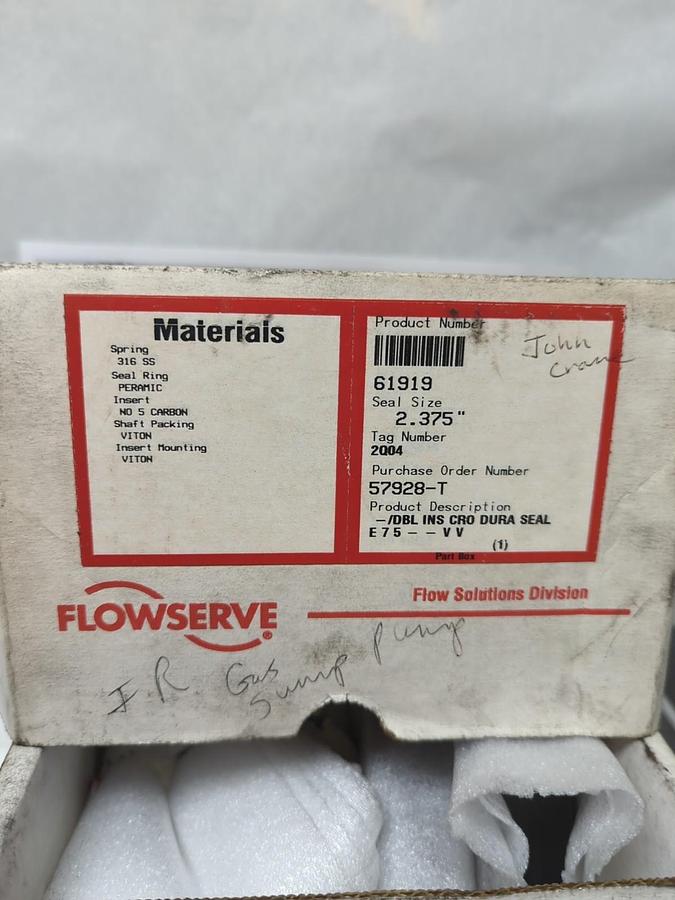 Materials
Spring
316 SS
Seal Ring
PERAMIC
Insert
NO 5 CARBON
Shaft Packing
VITON
Insert Mounting
VITON
Product Number
61919
Seal Size
2.375"
Tag Number
2Q04
Purchase Order Number
57928-T
Product Description
-/DBL INS CRO DURA SEAL
E75--VV
(1)
Part Box
John
Crane
FLOWSERVE®
Flow Solutions Division
IR Gas
Sump Pump